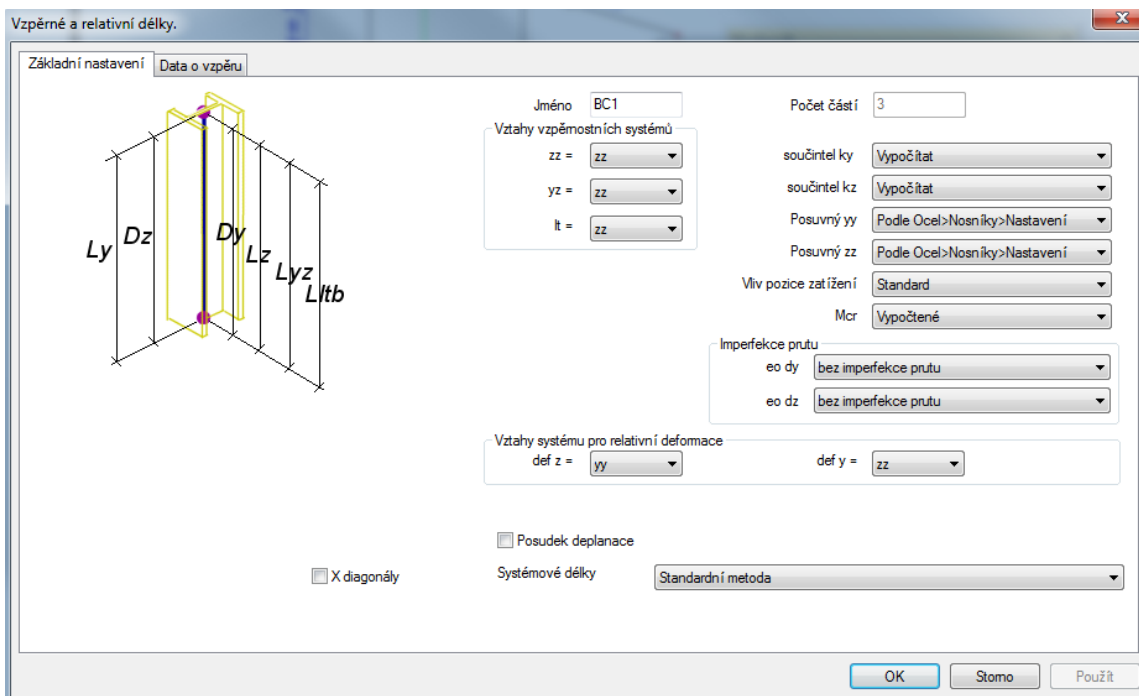 Vzpěrné a relativní délky.
Základní nastavení
Data o vzpěru
Jméno BC1
Počet částí 3
Vztahy vzpěrnostních systémů
zz = zz
součinitel ky Vypočítat
yz = zz
součinitel kz Vypočítat
lt = zz
Posuvný yy Podle Ocel>Nosníky>Nastavení
Posuvný zz Podle Ocel>Nosníky>Nastavení
Vliv pozice zatížení Standard
Mcr Vypočtené
Ly
Dz
Dy
Lz
Lyz
Lltb
Imperfekce prutu
eo dy bez imperfekce prutu
eo dz bez imperfekce prutu
Vztahy systému pro relativní deformace
def z = yy
def y = zz
Posudek deplanace
X diagonály
Systémové délky Standardní metoda
OK
Storno
Použít